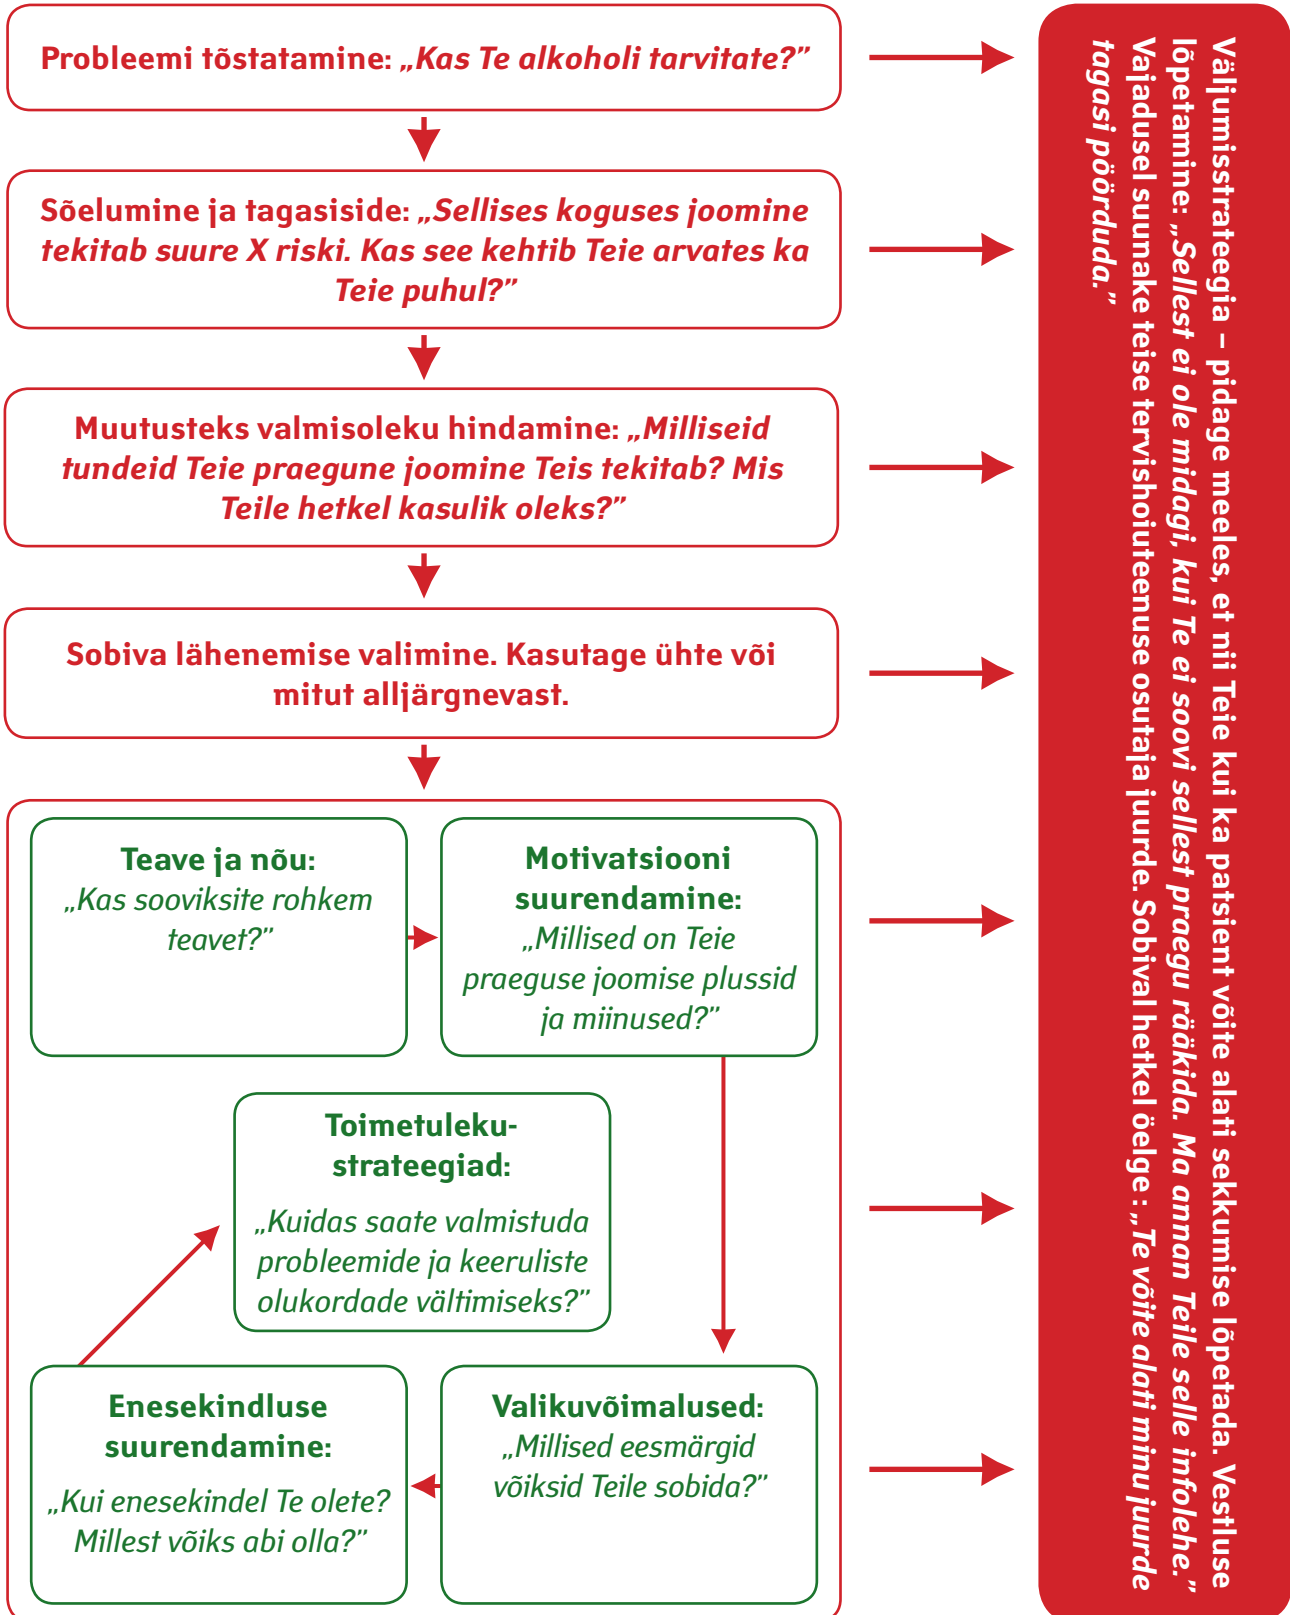 Probleemi tõstatamine: „Kas Te alkoholi tarvitate?”
Sõelumine ja tagasiside: „Sellises koguses joomine
tekitab suure X riski. Kas see kehtib Teie arvates ka
Teie puhul?”
Muutusteks valmisoleku hindamine: „Milliseid
tundeid Teie praegune joomine Teis tekitab? Mis
Teile hetkel kasulik oleks?”
Sobiva lähenemise valimine. Kasutage ühte või
mitut alljärgnevast.
Teave ja nõu:
„Kas sooviksite rohkem
teavet?”
Motivatsiooni
suurendamine:
„Millised on Teie
praeguse joomise plussid
ja miinused?”
Toimetuleku-
strateegiad:
„Kuidas saate valmistuda
probleemide ja keeruliste
olukordade vältimiseks?”
Enesekindluse
suurendamine:
„Kui enesekindel Te olete?
Millest võiks abi olla?”
Valikuvõimalused:
„Millised eesmärgid
võiksid Teile sobida?”
Väljumisstrateegia – pidage meeles, et nii Teie kui ka patsient võite alati sekkumise lõpetada. Vestluse
lõpetamine: „Sellest ei ole midagi, kui Te ei soovi sellest praegu rääkida. Ma annan Teile selle infolehe.”
Vajadusel suunake teise tervishoiuteenuse osutaja juurde. Sobival hetkel öelge : „Te võite alati minu juurde
tagasi pöörduda.”